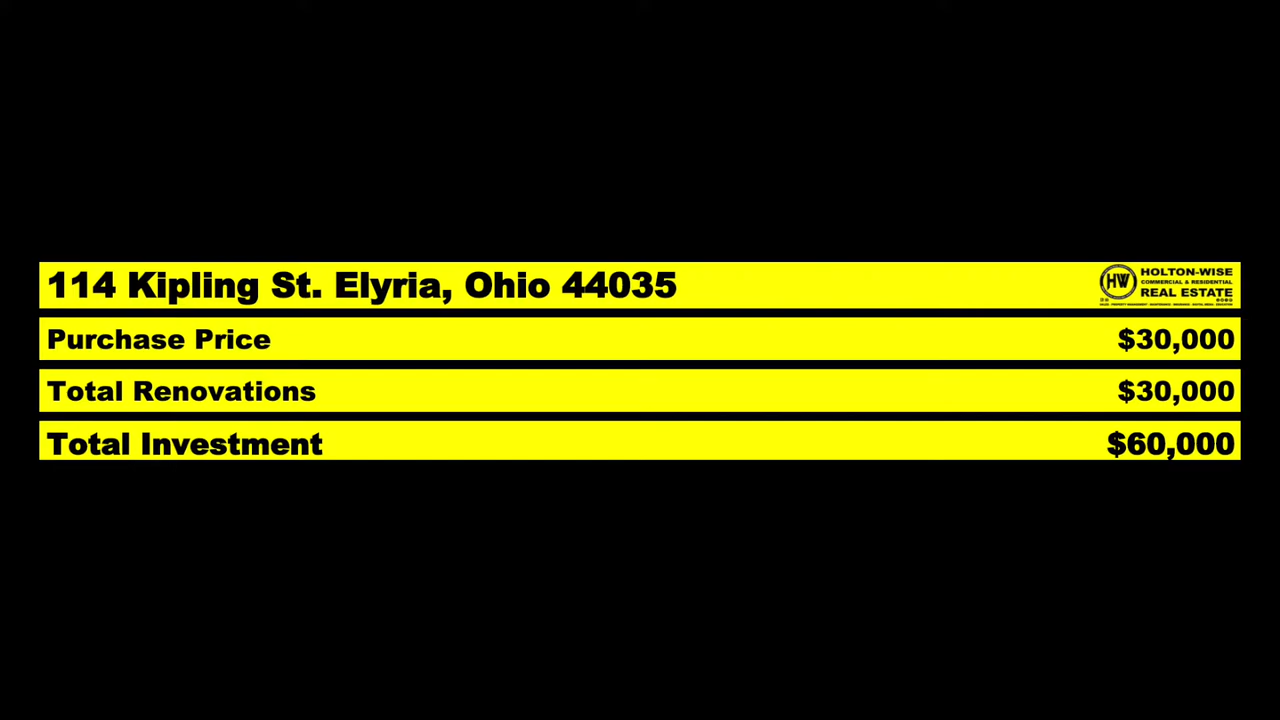 114 Kipling St. Elyria, Ohio 44035
HW
HOLTON-WISE
COMMERCIAL & RESIDENTIAL
REAL ESTATE
Purchase Price $30,000
Total Renovations $30,000
Total Investment $60,000